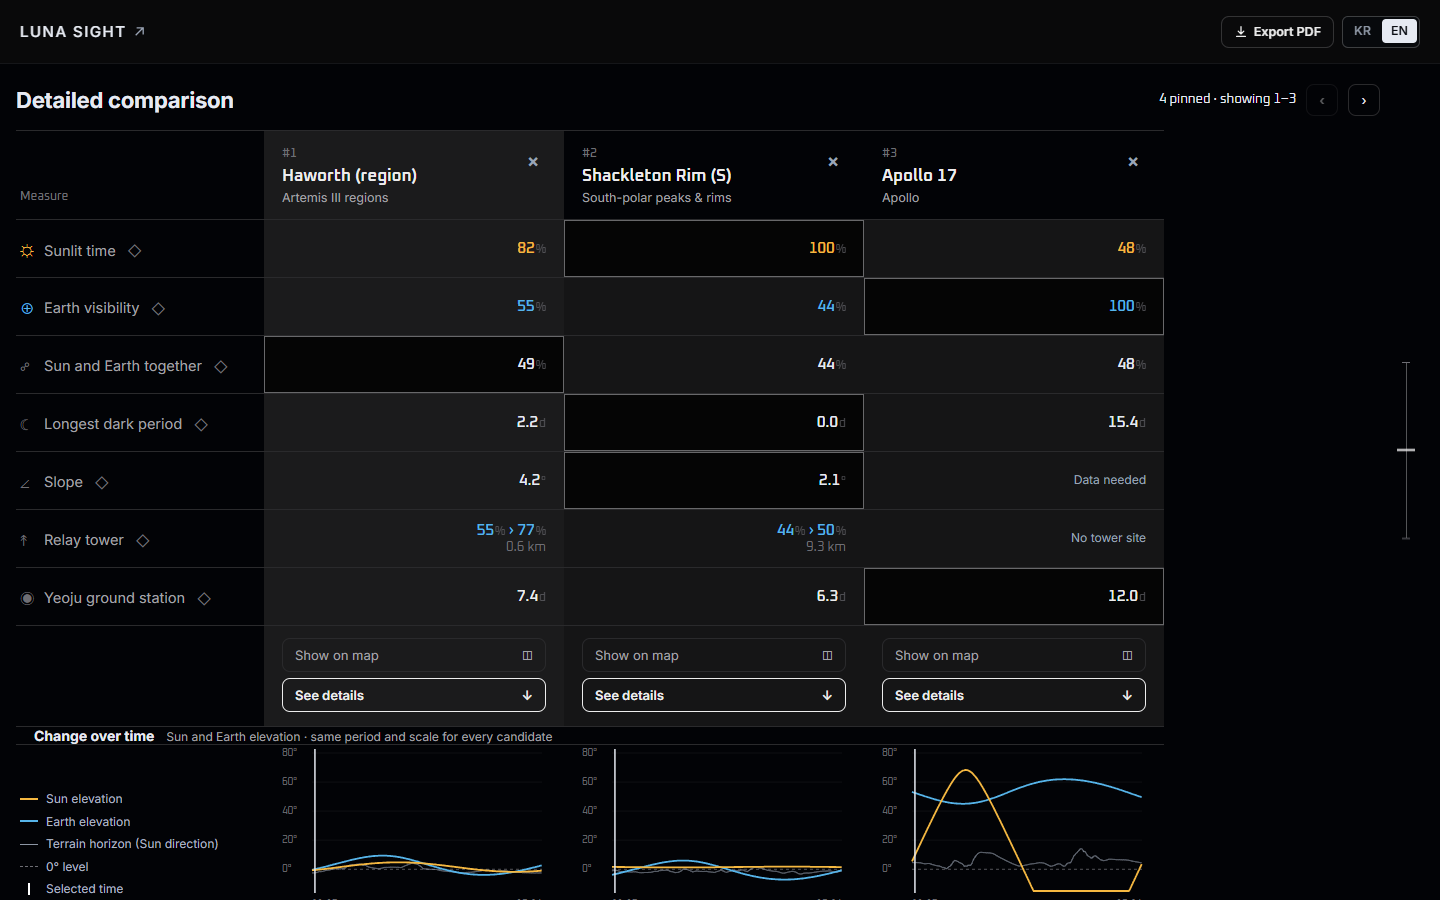 LUNA SIGHT ↗
Export PDF
KR EN
Detailed comparison
4 pinned · showing 1–3
Measure
#1
Haworth (region)
Artemis III regions
#2
Shackleton Rim (S)
South-polar peaks & rims
#3
Apollo 17
Apollo
Sunlit time 82% 100% 48%
Earth visibility 55% 44% 100%
Sun and Earth together 49% 44% 48%
Longest dark period 2.2d 0.0d 15.4d
Slope 4.2° 2.1° Data needed
Relay tower 55% › 77% 44% › 50% No tower site
0.6 km 9.3 km
Yeoju ground station 7.4d 6.3d 12.0d
Show on map Show on map Show on map
See details See details See details
Change over time Sun and Earth elevation · same period and scale for every candidate
80° 80° 80°
60° 60° 60°
40° 40° 40°
20° 20° 20°
0° 0° 0°
Sun elevation
Earth elevation
Terrain horizon (Sun direction)
0° level
Selected time